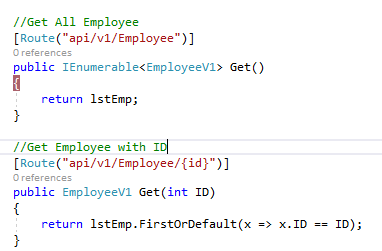 //Get All Employee
[Route("api/v1/Employee")]
0 references
public IEnumerable<EmployeeV1> Get()
{
return lstEmp;
}
//Get Employee with ID
[Route("api/v1/Employee/{id}")]
0 references
public EmployeeV1 Get(int ID)
{
return lstEmp.FirstOrDefault(x => x.ID == ID);
}